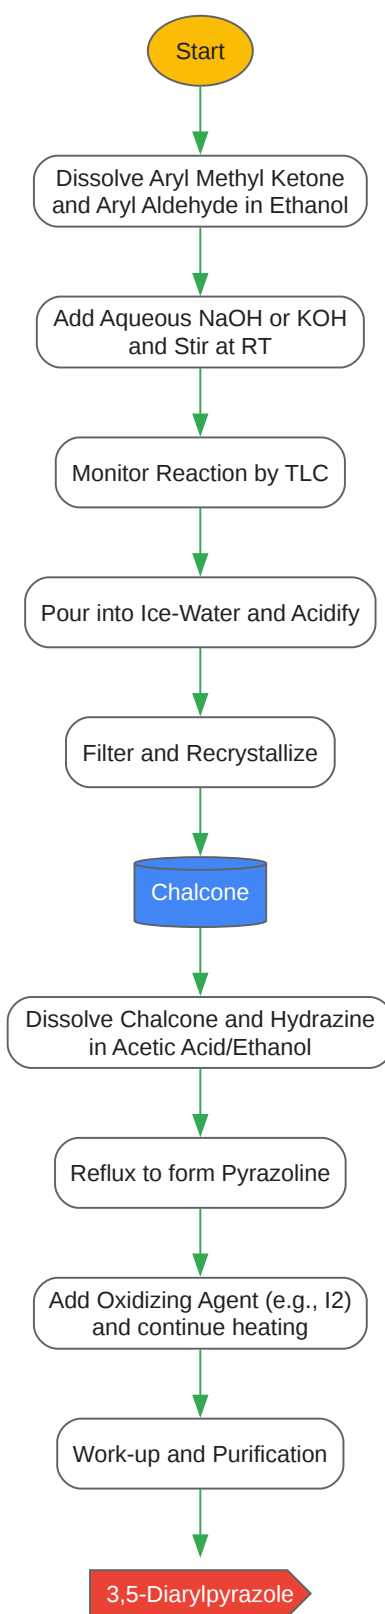 Start
Dissolve Aryl Methyl Ketone
and Aryl Aldehyde in Ethanol
Add Aqueous NaOH or KOH
and Stir at RT
Monitor Reaction by TLC
Pour into Ice-Water and Acidify
Filter and Recrystallize
Chalcone
Dissolve Chalcone and Hydrazine
in Acetic Acid/Ethanol
Reflux to form Pyrazoline
Add Oxidizing Agent (e.g., I2)
and continue heating
Work-up and Purification
3,5-Diarylpyrazole